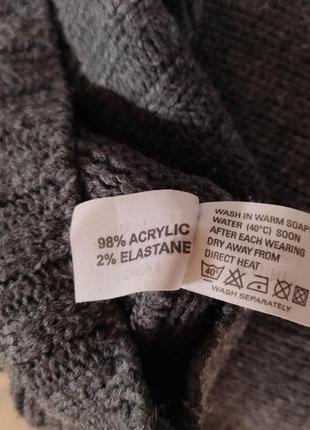 98% ACRYLIC
2% ELASTANE
WASH IN WARM SOAP
WATER (40°C) SOON
AFTER EACH WEARING
DRY AWAY FROM
DIRECT HEAT
40°
WASH SEPARATELY